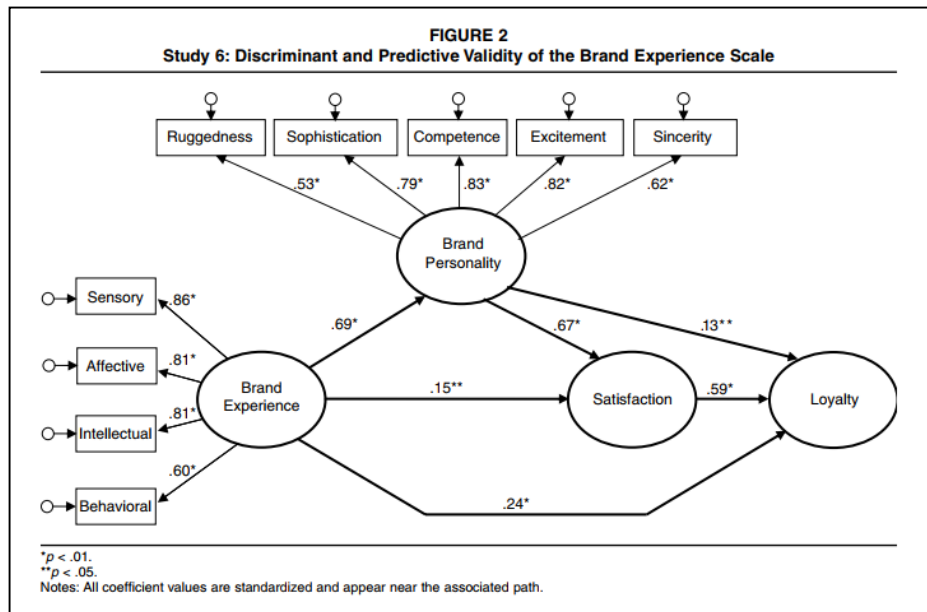 FIGURE 2
Study 6: Discriminant and Predictive Validity of the Brand Experience Scale
Ruggedness
Sophistication
Competence
Excitement
Sincerity
.53*
.79*
.83*
.82*
.62*
Brand
Personality
Sensory
.86*
.69*
.67*
.13**
Affective
.81*
Brand
Experience
.15**
Satisfaction
.59*
Loyalty
.81*
Intellectual
.60*
.24*
Behavioral
*p < .01.
**p < .05.
Notes: All coefficient values are standardized and appear near the associated path.